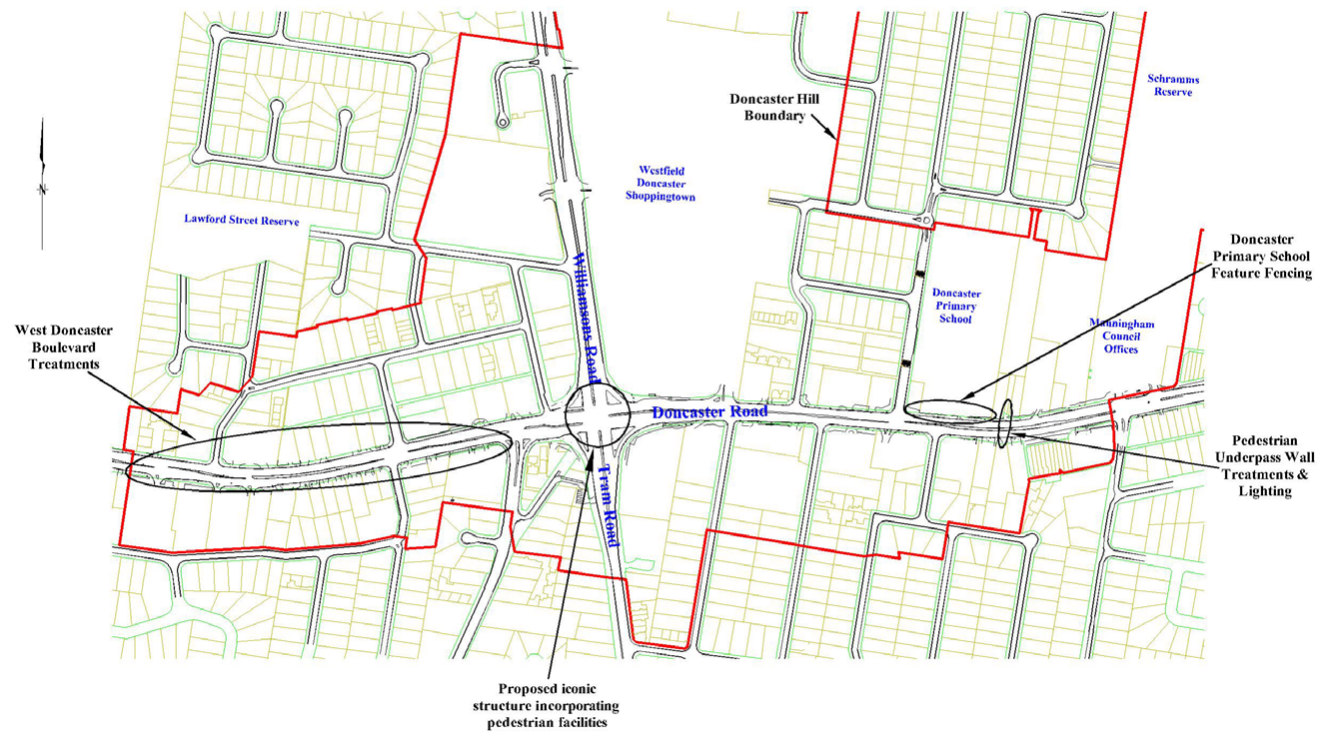 Schramms
Reserve
Doncaster Hill
Boundary
Westfield
Doncaster
Shoppingtown
N
Lawford Street Reserve
Doncaster
Primary School
Feature Fencing
Williamsons Road
Doncaster
Primary
School
Manningham
Council
Offices
West Doncaster
Boulevard
Treatments
Doncaster Road
Pedestrian
Underpass Wall
Treatments &
Lighting
Tram Road
Proposed iconic
structure incorporating
pedestrian facilities